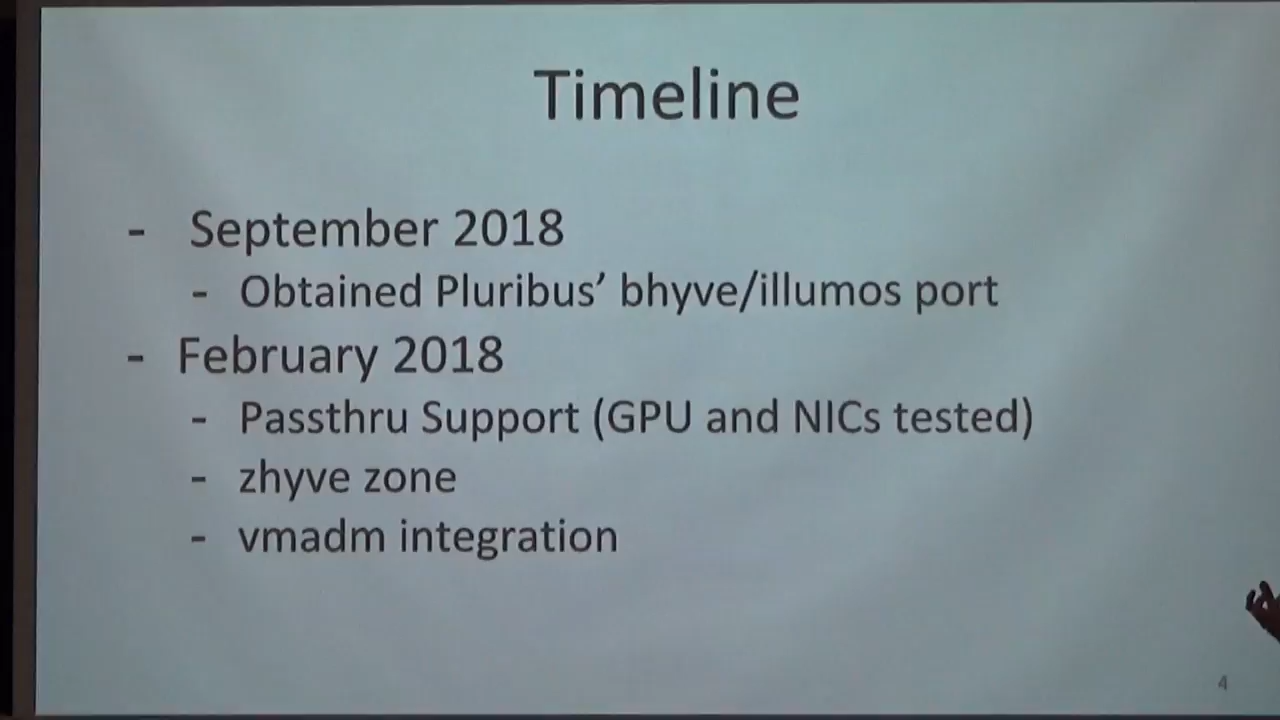 Timeline
- September 2018
- Obtained Pluribus’ bhyve/illumos port
- February 2018
- Passthru Support (GPU and NICs tested)
- zhyve zone
- vmadm integration
4